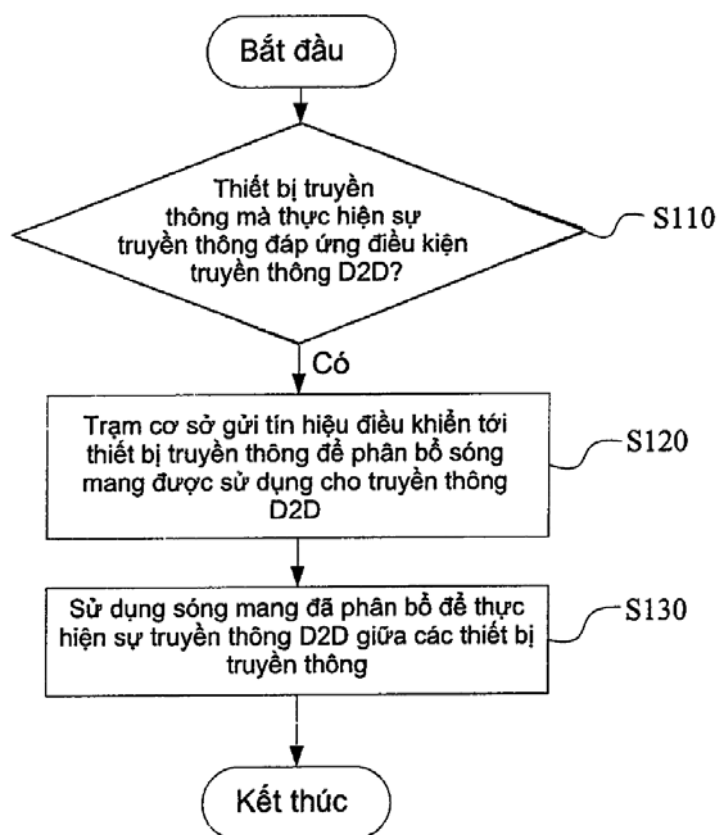 Bắt đầu
Thiết bị truyền
thông mà thực hiện sự
truyền thông đáp ứng điều kiện
truyền thông D2D?
S110
Có
Trạm cơ sở gửi tín hiệu điều khiển tới
thiết bị truyền thông để phân bổ sóng
mang được sử dụng cho truyền thông
D2D
S120
Sử dụng sóng mang đã phân bổ để thực
hiện sự truyền thông D2D giữa các thiết bị
truyền thông
S130
Kết thúc